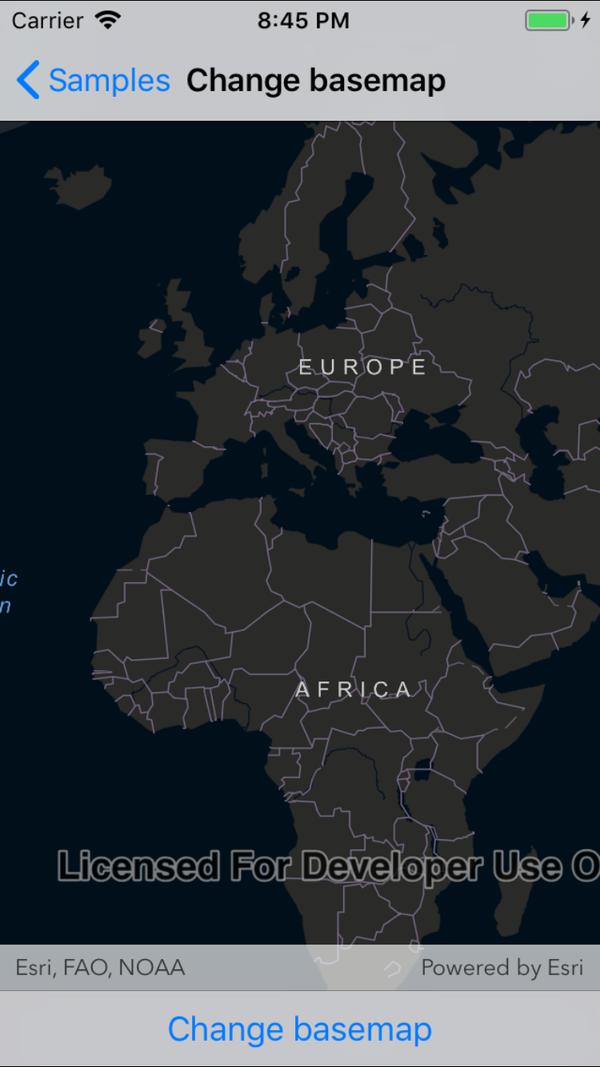 Carrier 8:45 PM
Samples Change basemap
EUROPE
ic
n
AFRICA
Licensed For Developer Use O
Esri, FAO, NOAA Powered by Esri
Change basemap